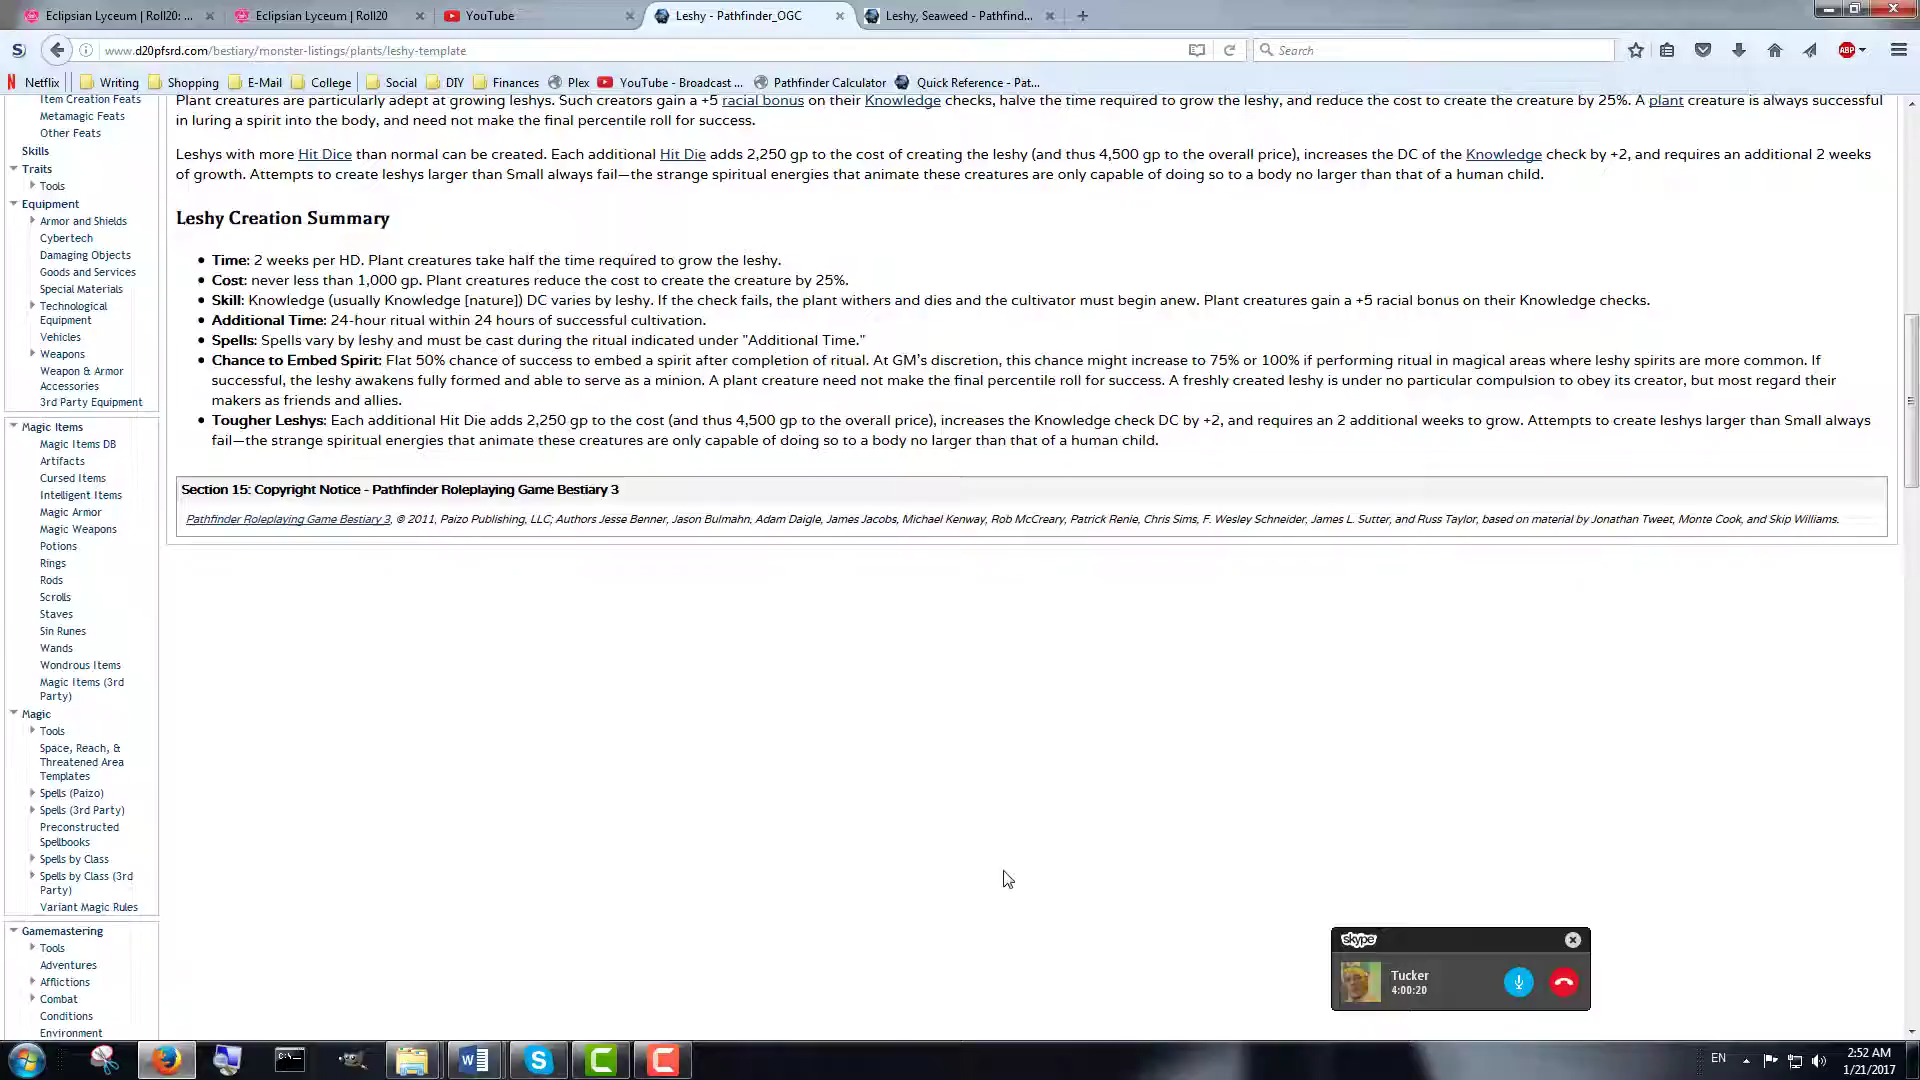 Eclipsian Lyceum | Roll20: ...
Eclipsian Lyceum | Roll20
YouTube
Leshy - Pathfinder_OGC
Leshy, Seaweed - Pathfind...
www.d20pfsrd.com/bestiary/monster-listings/plants/leshy-template
Search
ABP
Netflix
Writing
Shopping
E-Mail
College
Social
DIY
Finances
Plex
YouTube - Broadcast ...
Pathfinder Calculator
Quick Reference - Pat...
Item Creation Feats
Metamagic Feats
Other Feats
Skills
Traits
Tools
Equipment
Armor and Shields
Cybertech
Damaging Objects
Goods and Services
Special Materials
Technological
Equipment
Vehicles
Weapons
Weapon & Armor
Accessories
3rd Party Equipment
Magic Items
Magic Items DB
Artifacts
Cursed Items
Intelligent Items
Magic Armor
Magic Weapons
Potions
Rings
Rods
Scrolls
Staves
Sin Runes
Wands
Wondrous Items
Magic Items (3rd
Party)
Magic
Tools
Space, Reach, &
Threatened Area
Templates
Spells (Paizo)
Spells (3rd Party)
Preconstructed
Spellbooks
Spells by Class
Spells by Class (3rd
Party)
Variant Magic Rules
Gamemastering
Tools
Adventures
Afflictions
Combat
Conditions
Environment
Plant creatures are particularly adept at growing leshys. Such creators gain a +5 racial bonus on their Knowledge checks, halve the time required to grow the leshy, and reduce the cost to create the creature by 25%. A plant creature is always successful
in luring a spirit into the body, and need not make the final percentile roll for success.
Leshys with more Hit Dice than normal can be created. Each additional Hit Die adds 2,250 gp to the cost of creating the leshy (and thus 4,500 gp to the overall price), increases the DC of the Knowledge check by +2, and requires an additional 2 weeks
of growth. Attempts to create leshys larger than Small always fail—the strange spiritual energies that animate these creatures are only capable of doing so to a body no larger than that of a human child.
Leshy Creation Summary
• Time: 2 weeks per HD. Plant creatures take half the time required to grow the leshy.
• Cost: never less than 1,000 gp. Plant creatures reduce the cost to create the creature by 25%.
• Skill: Knowledge (usually Knowledge [nature]) DC varies by leshy. If the check fails, the plant withers and dies and the cultivator must begin anew. Plant creatures gain a +5 racial bonus on their Knowledge checks.
• Additional Time: 24-hour ritual within 24 hours of successful cultivation.
• Spells: Spells vary by leshy and must be cast during the ritual indicated under "Additional Time."
• Chance to Embed Spirit: Flat 50% chance of success to embed a spirit after completion of ritual. At GM's discretion, this chance might increase to 75% or 100% if performing ritual in magical areas where leshy spirits are more common. If
successful, the leshy awakens fully formed and able to serve as a minion. A plant creature need not make the final percentile roll for success. A freshly created leshy is under no particular compulsion to obey its creator, but most regard their
makers as friends and allies.
• Tougher Leshys: Each additional Hit Die adds 2,250 gp to the cost (and thus 4,500 gp to the overall price), increases the Knowledge check DC by +2, and requires an 2 additional weeks to grow. Attempts to create leshys larger than Small always
fail—the strange spiritual energies that animate these creatures are only capable of doing so to a body no larger than that of a human child.
Section 15: Copyright Notice - Pathfinder Roleplaying Game Bestiary 3
Pathfinder Roleplaying Game Bestiary 3, © 2011, Paizo Publishing, LLC; Authors Jesse Benner, Jason Bulmahn, Adam Daigle, James Jacobs, Michael Kenway, Rob McCreary, Patrick Renie, Chris Sims, F. Wesley Schneider, James L. Sutter, and Russ Taylor, based on material by Jonathan Tweet, Monte Cook, and Skip Williams.
skype
Tucker
4:00:20
EN
2:52 AM
1/21/2017